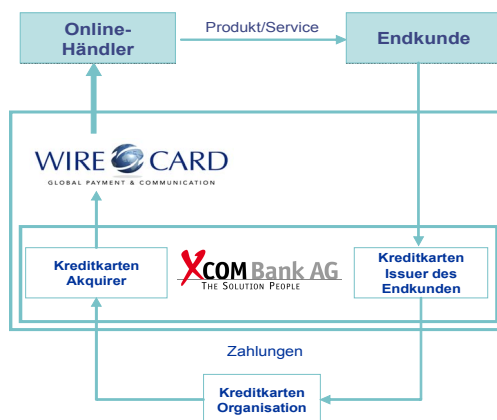 Online-
Händler
Produkt/Service
Endkunde
WIRE CARD
GLOBAL PAYMENT & COMMUNICATION
Kreditkarten
Akquirer
XCOM Bank AG
THE SOLUTION PEOPLE
Kreditkarten
Issuer des
Endkunden
Zahlungen
Kreditkarten
Organisation